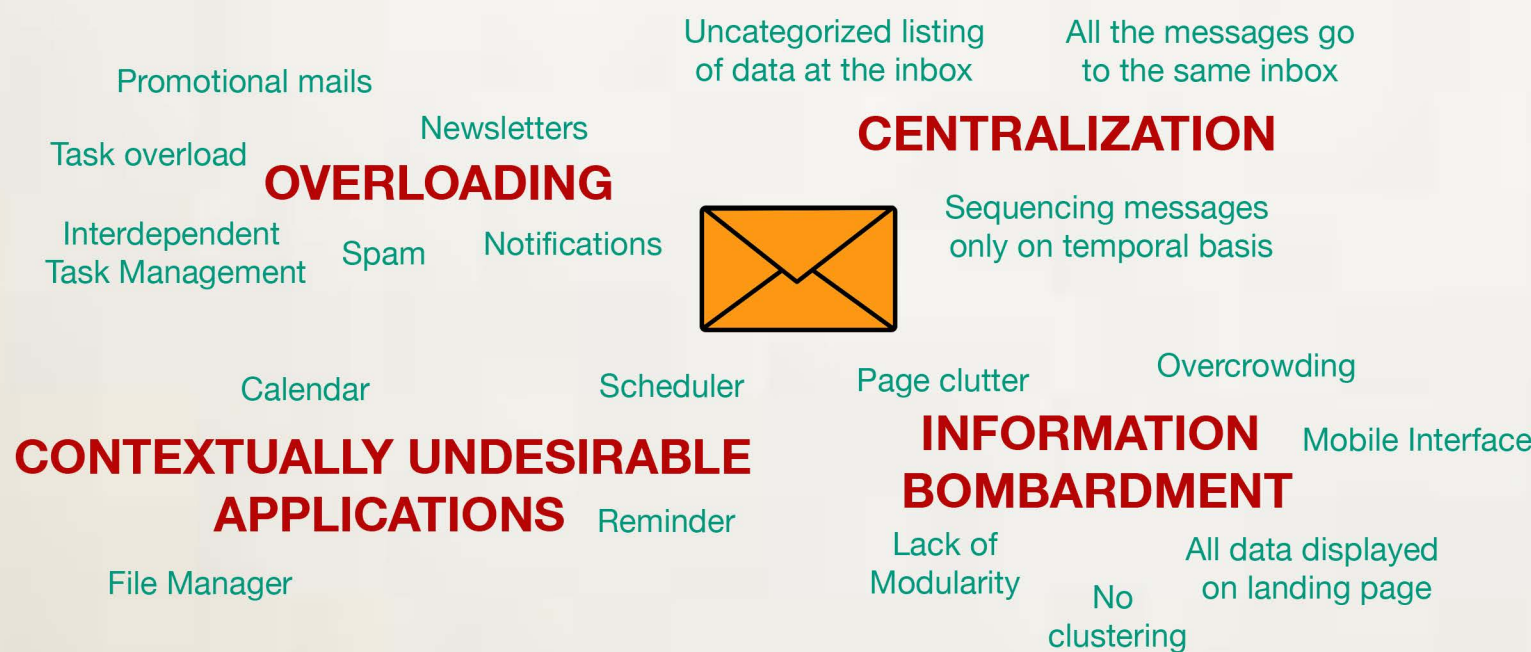 Promotional mails
Newsletters
Task overload
OVERLOADING
Interdependent
Task Management
Spam
Notifications
Uncategorized listing
of data at the inbox
All the messages go
to the same inbox
CENTRALIZATION
Sequencing messages
only on temporal basis
Calendar
Scheduler
CONTEXTUALLY UNDESIRABLE
APPLICATIONS
Reminder
File Manager
Page clutter
Overcrowding
INFORMATION
BOMBARDMENT
Mobile Interface
Lack of
Modularity
No
clustering
All data displayed
on landing page